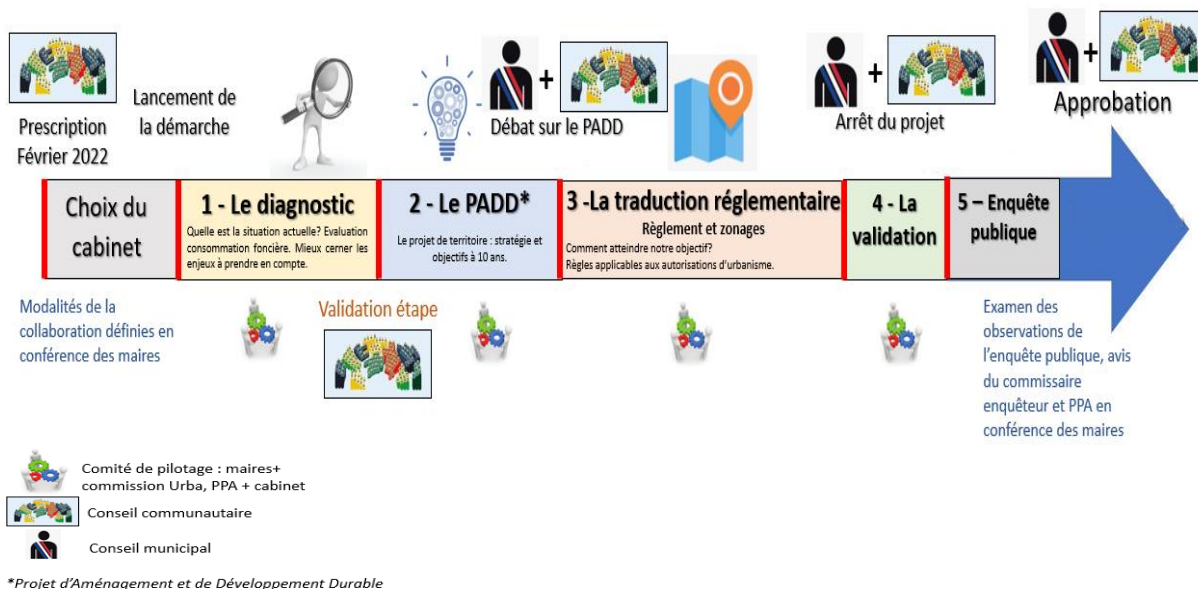 Prescription
Février 2022
Lancement de
la démarche
Débat sur le PADD
Arrêt du projet
Approbation
Choix du
cabinet
1 - Le diagnostic
Quelle est la situation actuelle? Evaluation
consommation foncière. Mieux cerner les
enjeux à prendre en compte.
2 - Le PADD*
Le projet de territoire : stratégie et
objectifs à 10 ans.
3 -La traduction réglementaire
Règlement et zonages
Comment atteindre notre objectif?
Règles applicables aux autorisations d'urbanisme.
4 - La
validation
5 – Enquête
publique
Modalités de la
collaboration définies en
conférence des maires
Validation étape
Examen des
observations de
l'enquête publique, avis
du commissaire
enquêteur et PPA en
conférence des maires
Comité de pilotage : maires+
commission Urba, PPA + cabinet
Conseil communautaire
Conseil municipal
*Projet d'Aménagement et de Développement Durable